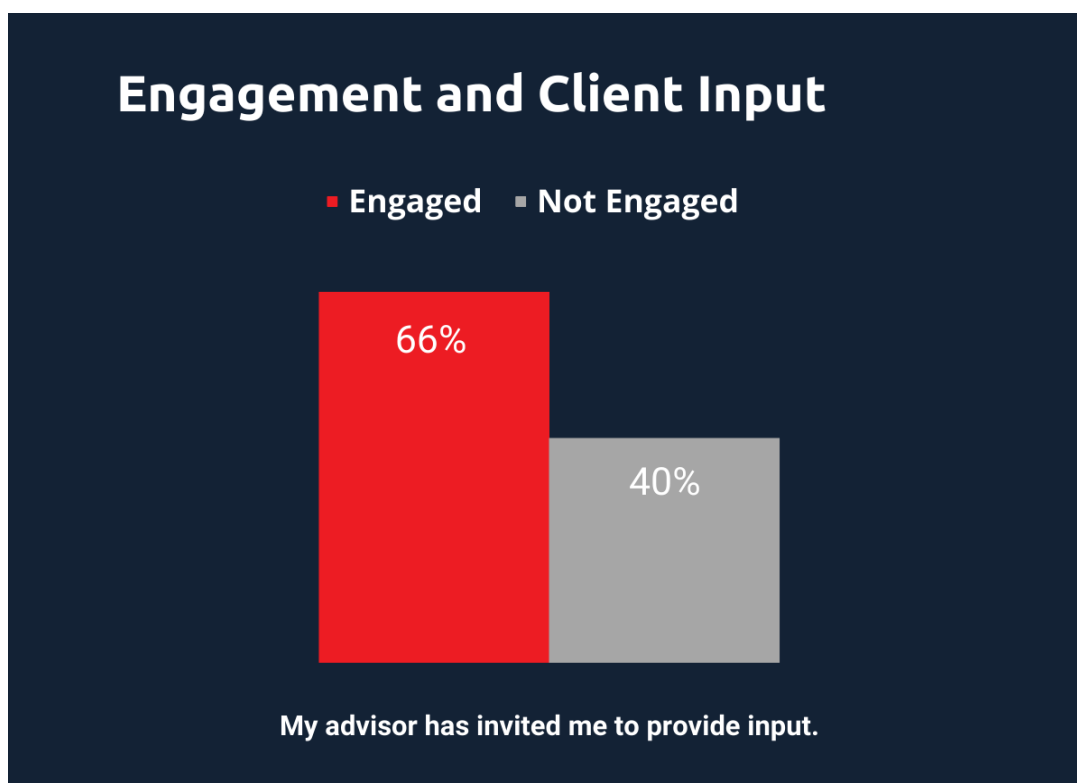 Engagement and Client Input
Engaged Not Engaged
66%
40%
My advisor has invited me to provide input.